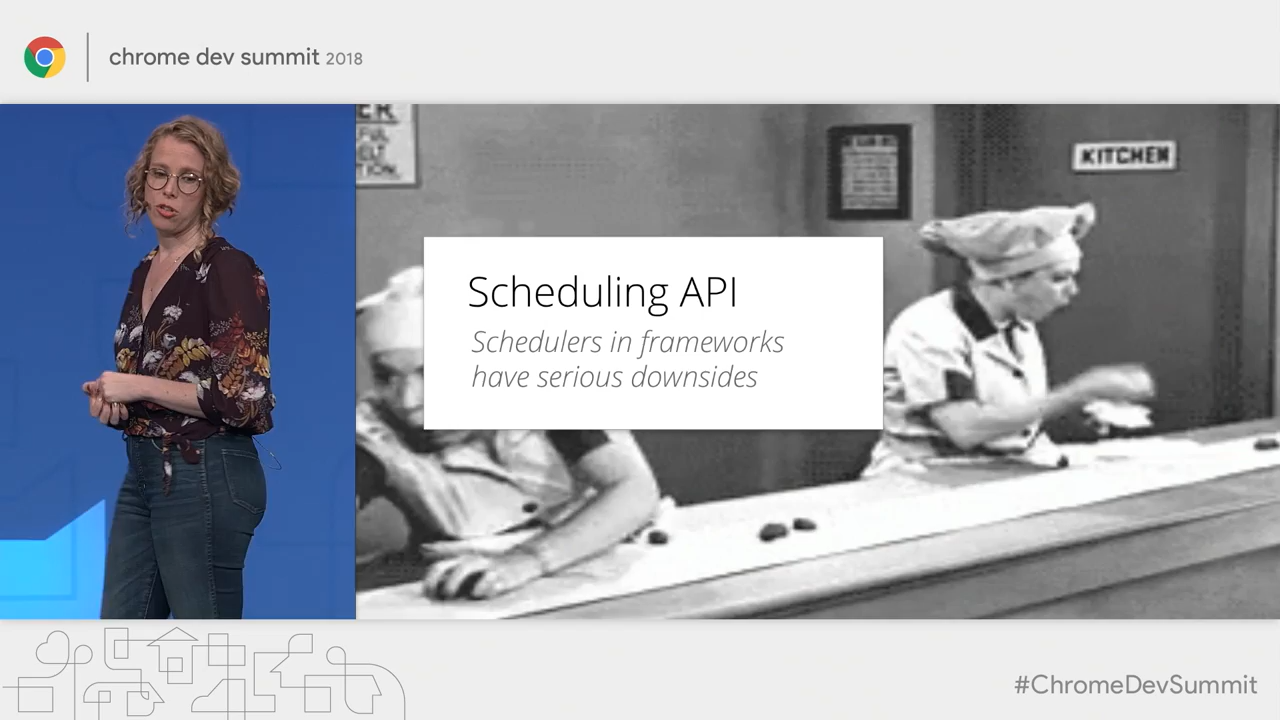 chrome dev summit 2018
KITCHEN
Scheduling API
Schedulers in frameworks
have serious downsides
#ChromeDevSummit